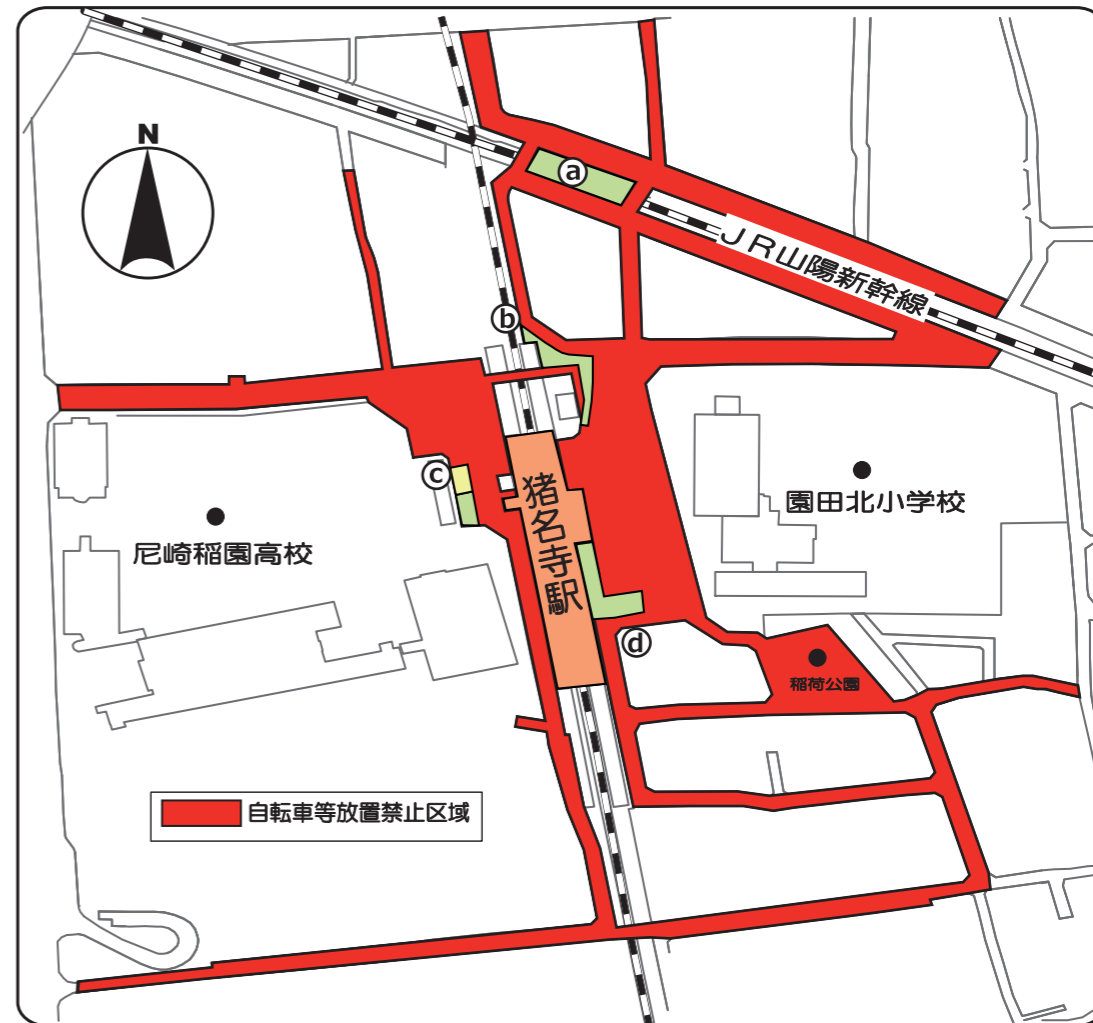 N
ⓐ
JR山陽新幹線
ⓑ
ⓒ
猪名寺駅
園田北小学校
尼崎稲園高校
ⓓ
稲荷公園
自転車等放置禁止区域